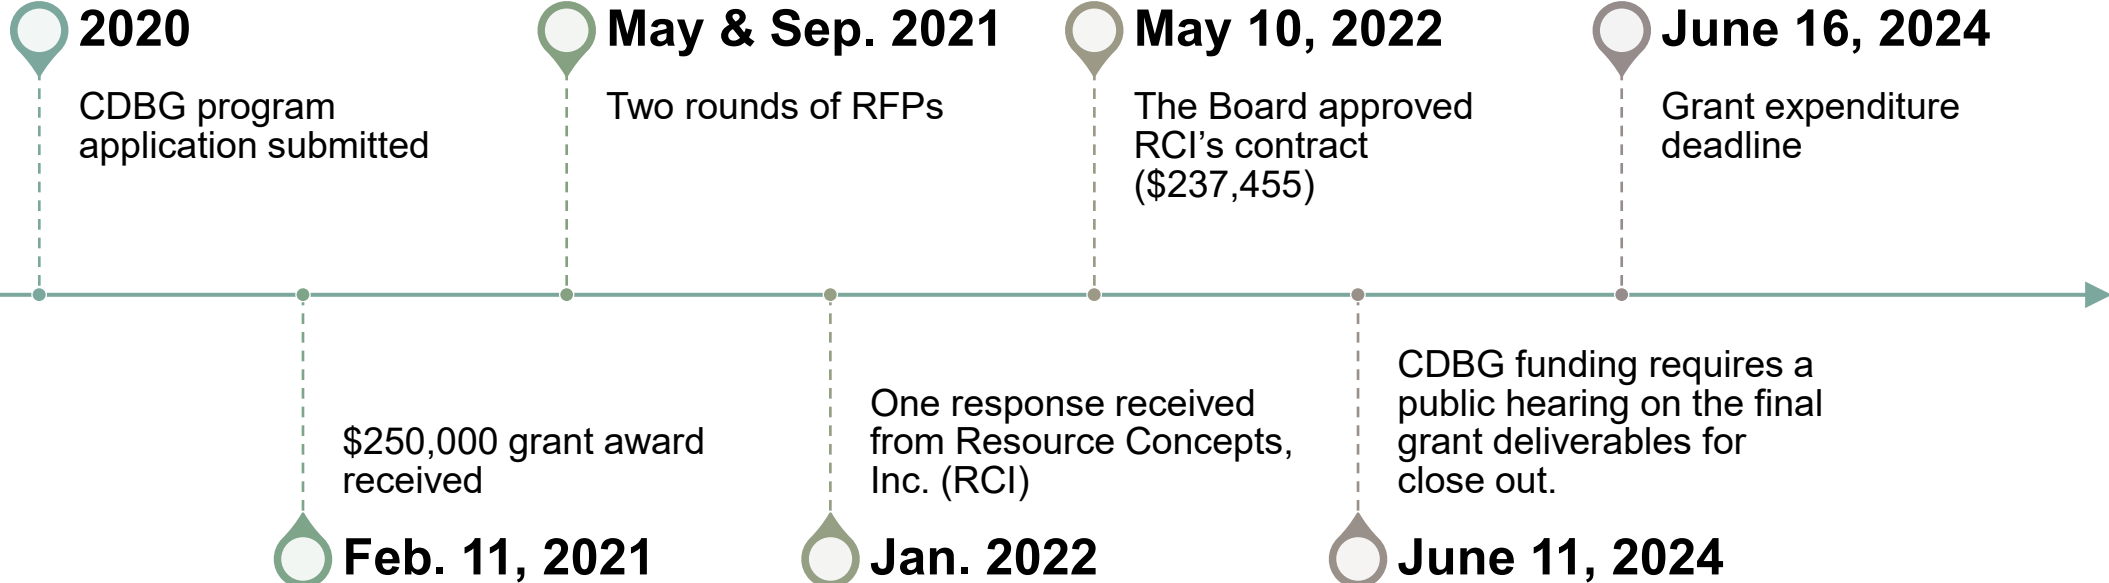 2020
CDBG program
application submitted
$250,000 grant award
received
Feb. 11, 2021
May & Sep. 2021
Two rounds of RFPs
One response received
from Resource Concepts,
Inc. (RCI)
Jan. 2022
May 10, 2022
The Board approved
RCI’s contract
($237,455)
CDBG funding requires a
public hearing on the final
grant deliverables for
close out.
June 11, 2024
June 16, 2024
Grant expenditure
deadline